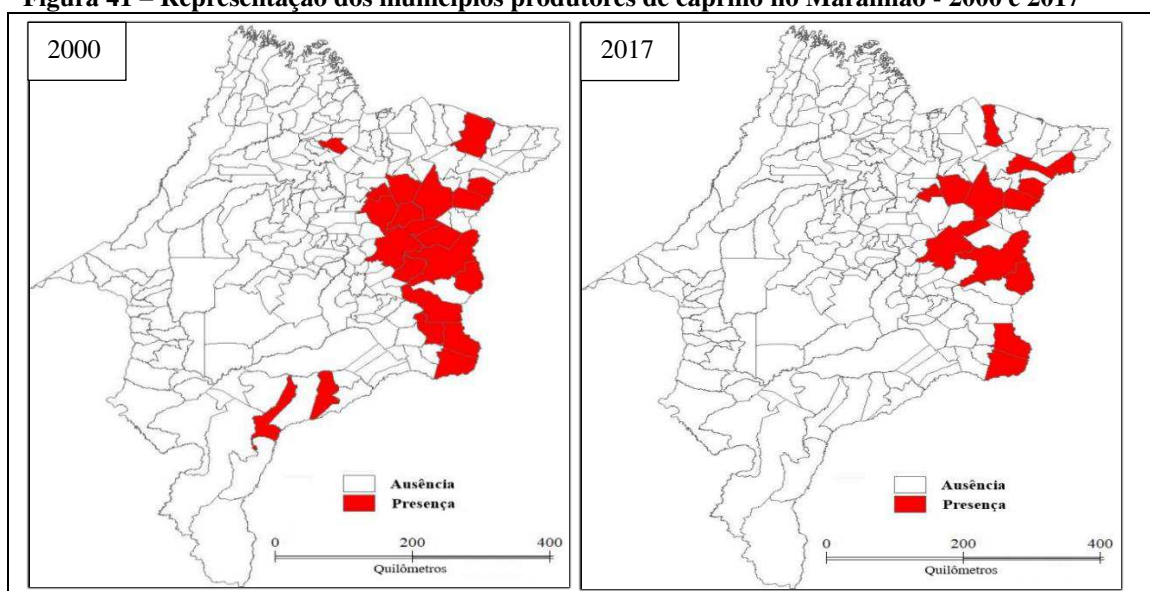 Figura 41 – Representação dos municípios produtores de caprino no Maranhão - 2000 e 2017
2000
Ausência
Presença
0 200 400
Quilômetros
2017
Ausência
Presença
0 200 400
Quilômetros